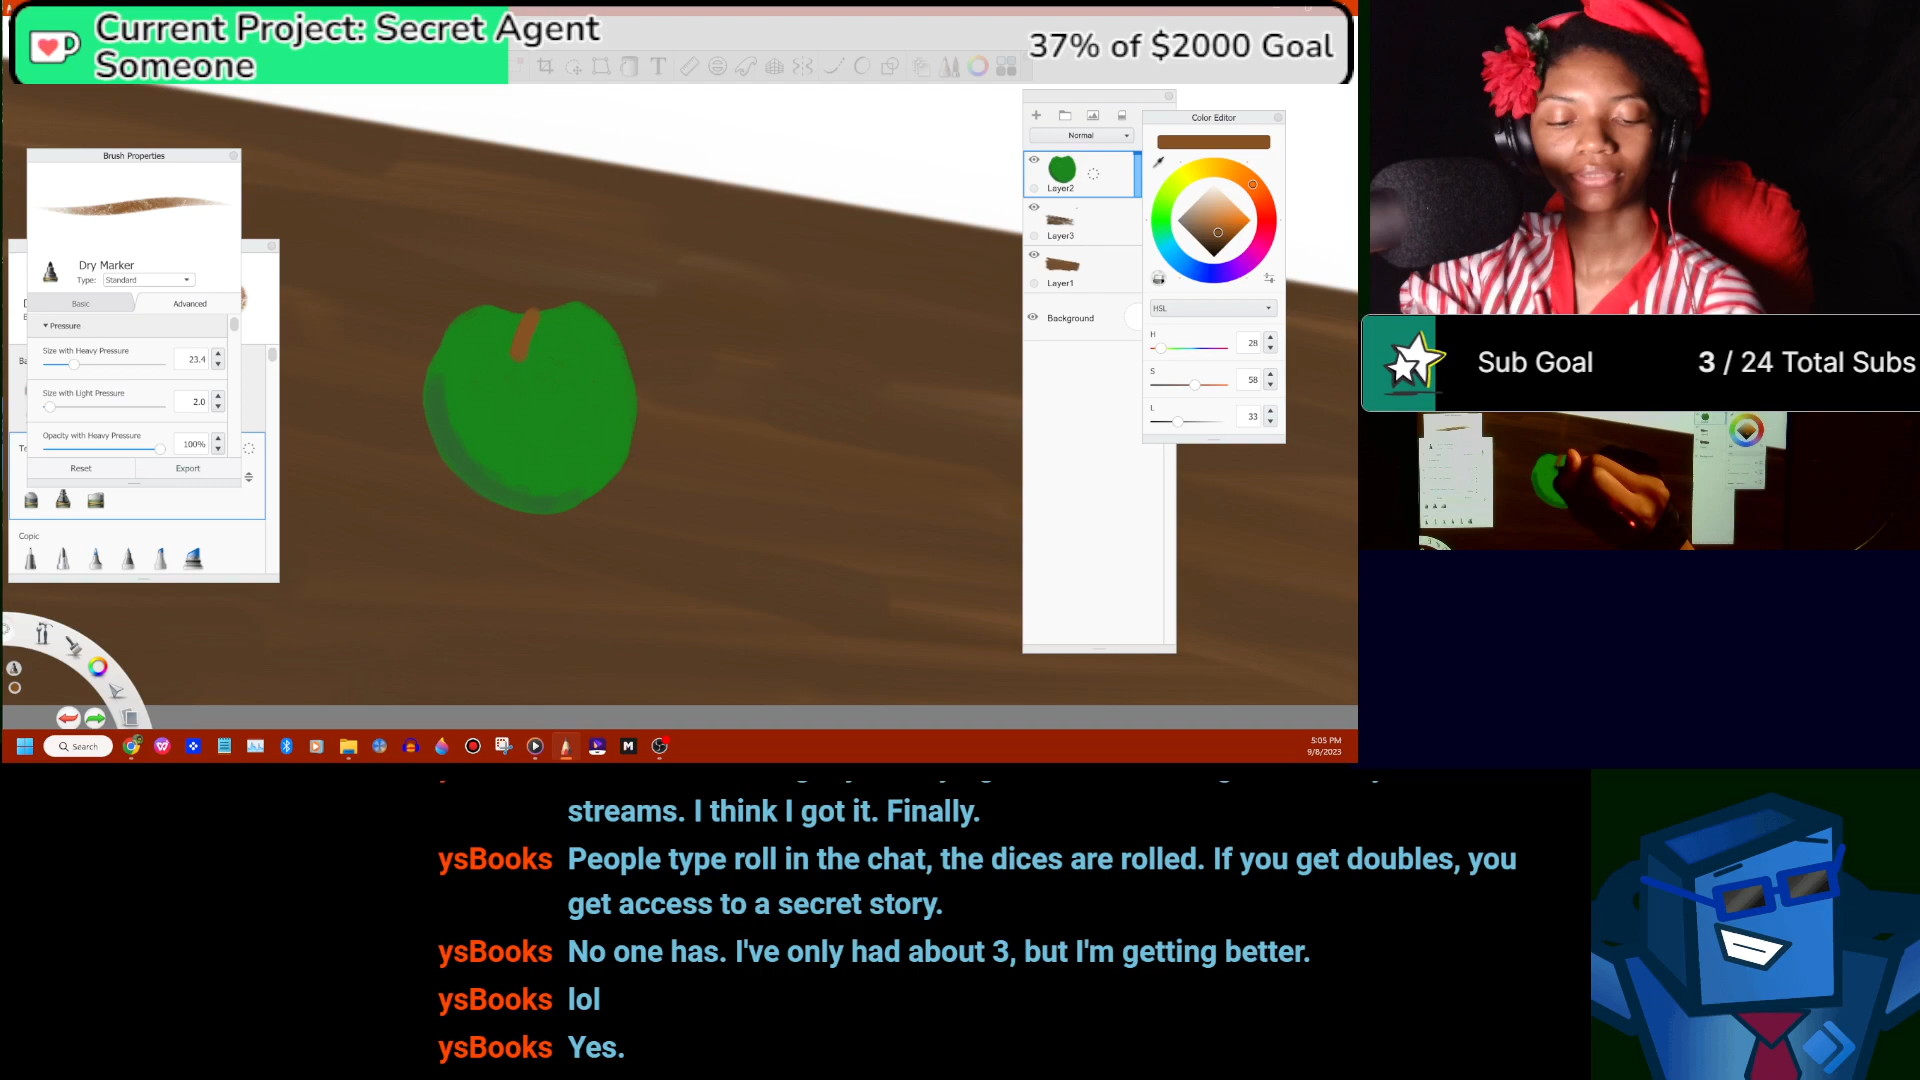 Current Project: Secret Agent
Someone
37% of $2000 Goal
Brush Properties
Dry Marker
Type: Standard
Basic
Advanced
Pressure
Size with Heavy Pressure
23.4
Size with Light Pressure
2.0
Opacity with Heavy Pressure
100%
Reset
Export
Copic
Normal
Layer2
Layer3
Layer1
Background
Color Editor
HSL
H
28
S
58
L
33
Sub Goal
3 / 24 Total Subs
Search
5:05 PM
9/8/2023
streams. I think I got it. Finally.
ysBooks People type roll in the chat, the dices are rolled. If you get doubles, you
get access to a secret story.
ysBooks No one has. I've only had about 3, but I'm getting better.
ysBooks lol
ysBooks Yes.